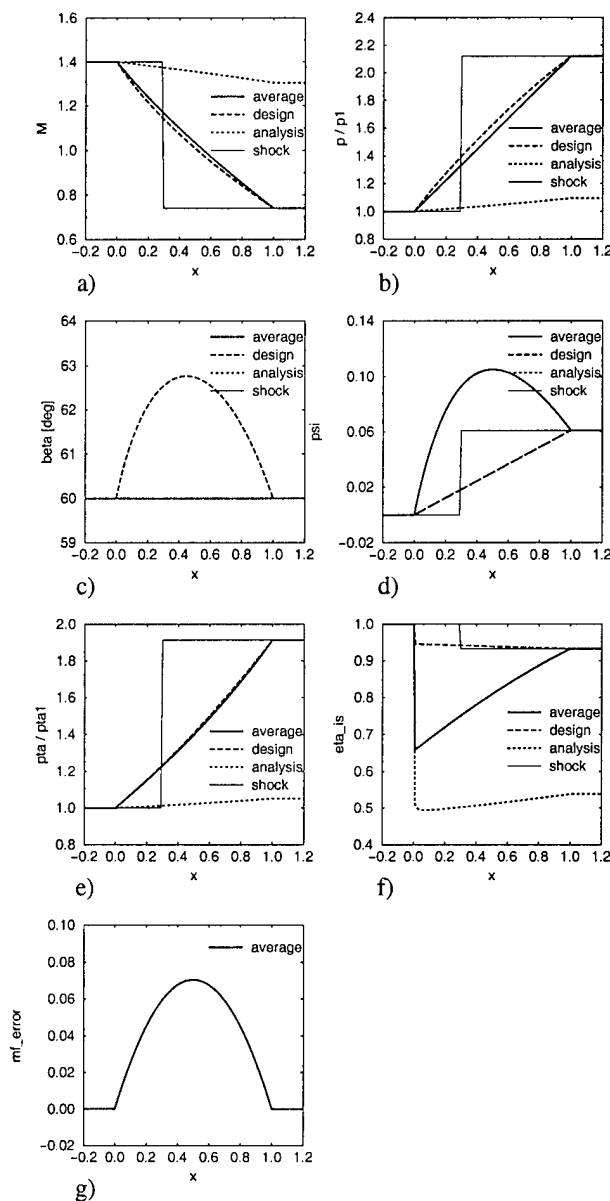 1.6
1.4
1.2
1.0
0.8
0.6
M
average
design
analysis
shock
−0.2 0.0 0.2 0.4 0.6 0.8 1.0 1.2
x
a)
2.4
2.2
2.0
1.8
1.6
1.4
1.2
1.0
0.8
p / p1
average
design
analysis
shock
−0.2 0.0 0.2 0.4 0.6 0.8 1.0 1.2
x
b)
64
63
62
61
60
59
beta [deg]
average
design
analysis
shock
−0.2 0.0 0.2 0.4 0.6 0.8 1.0 1.2
x
c)
0.14
0.10
0.06
0.02
−0.02
psi
average
design
analysis
shock
−0.2 0.0 0.2 0.4 0.6 0.8 1.0 1.2
x
d)
2.0
1.8
1.6
1.4
1.2
1.0
0.8
pta / pta1
average
design
analysis
shock
−0.2 0.0 0.2 0.4 0.6 0.8 1.0 1.2
x
e)
1.0
0.9
0.8
0.7
0.6
0.5
0.4
eta_is
average
design
analysis
shock
−0.2 0.0 0.2 0.4 0.6 0.8 1.0 1.2
x
f)
0.10
0.08
0.06
0.04
0.02
0.00
−0.02
mf_error
average
−0.2 0.0 0.2 0.4 0.6 0.8 1.0 1.2
x
g)